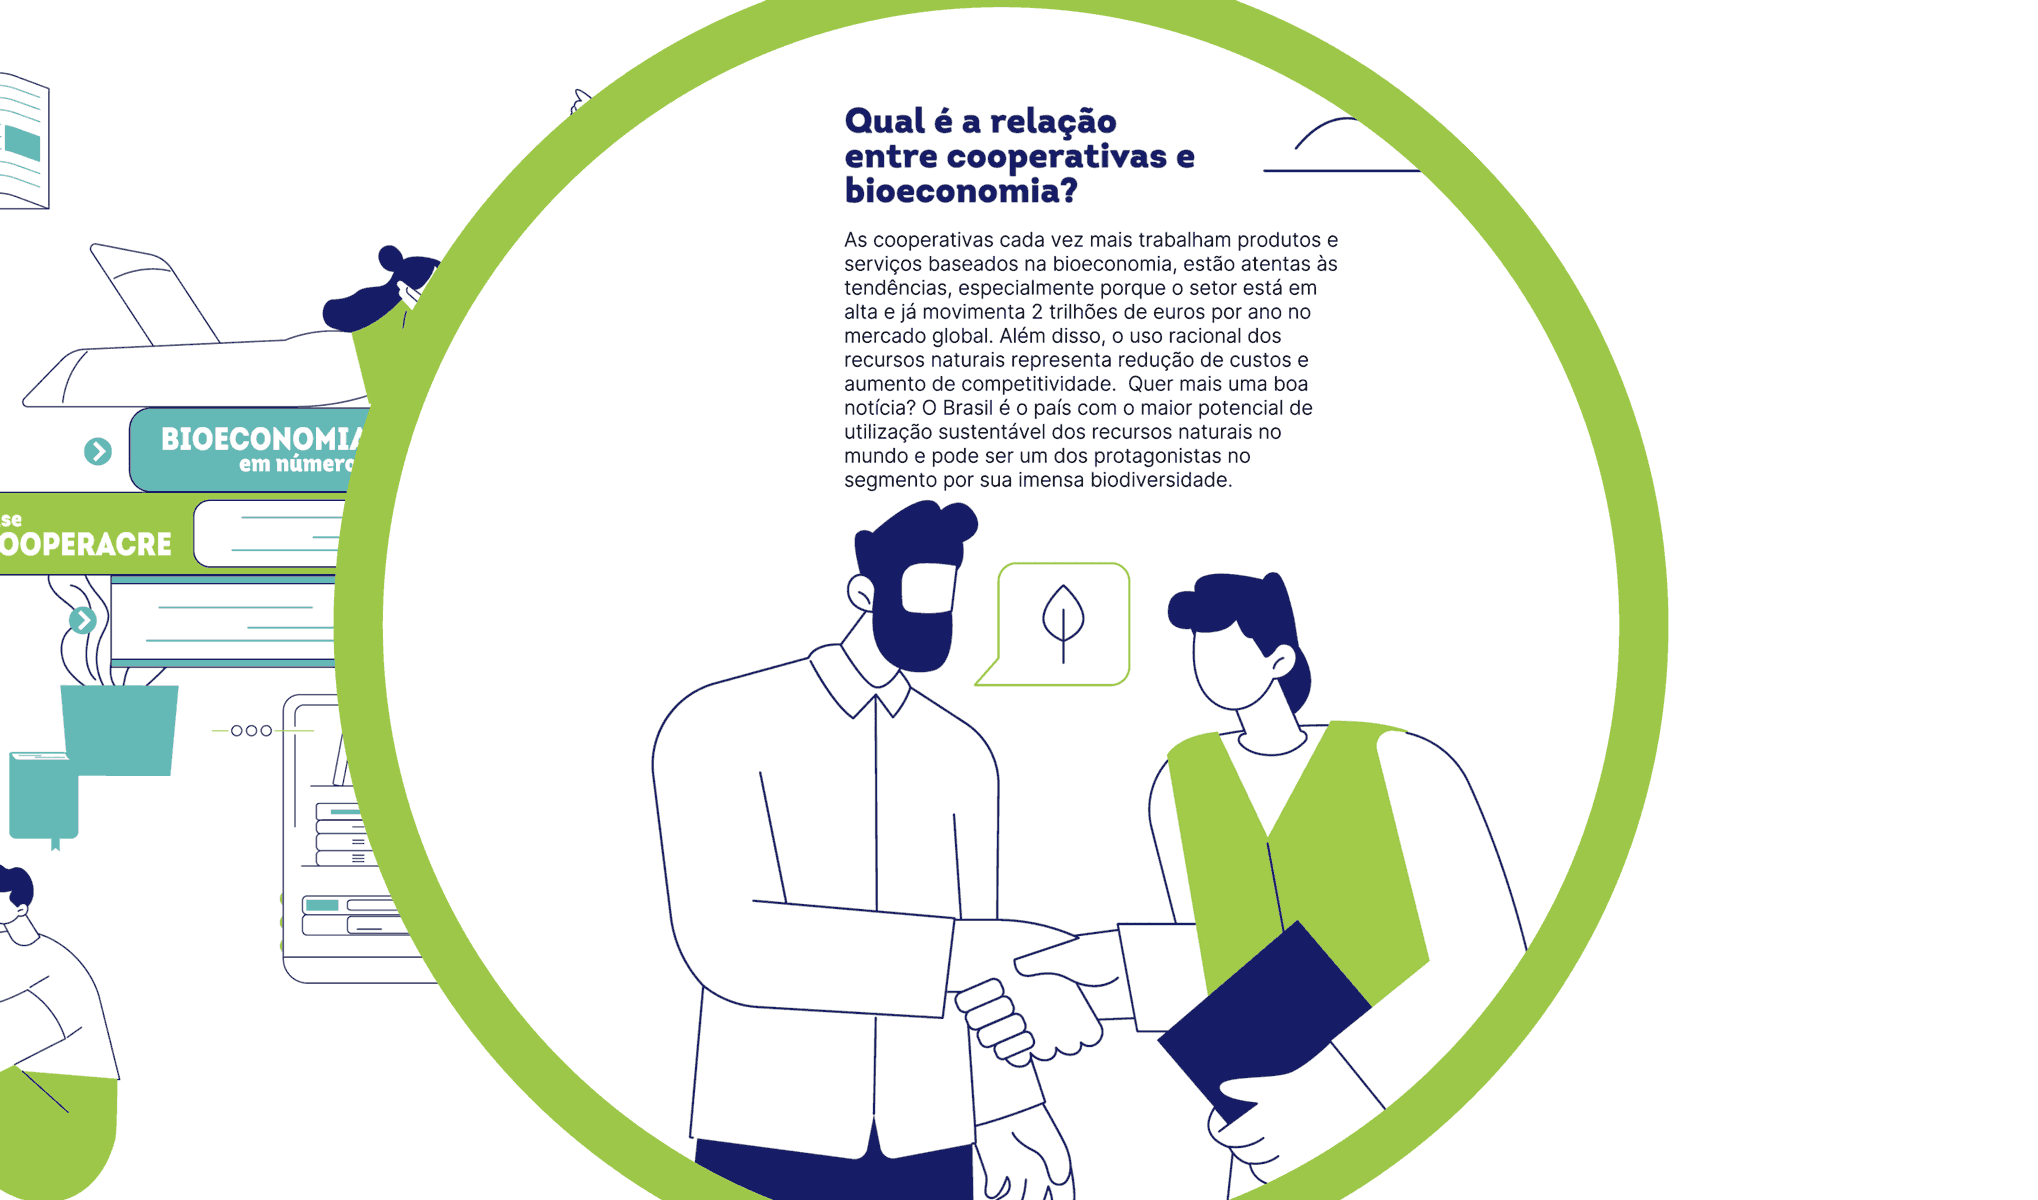 Qual é a relação
entre cooperativas e
bioeconomia?
As cooperativas cada vez mais trabalham produtos e
serviços baseados na bioeconomia, estão atentas às
tendências, especialmente porque o setor está em
alta e já movimenta 2 trilhões de euros por ano no
mercado global. Além disso, o uso racional dos
recursos naturais representa redução de custos e
aumento de competitividade.  Quer mais uma boa
notícia? O Brasil é o país com o maior potencial de
utilização sustentável dos recursos naturais no
mundo e pode ser um dos protagonistas no
segmento por sua imensa biodiversidade.
BIOECONOMIA
em número
se
OOPERACRE